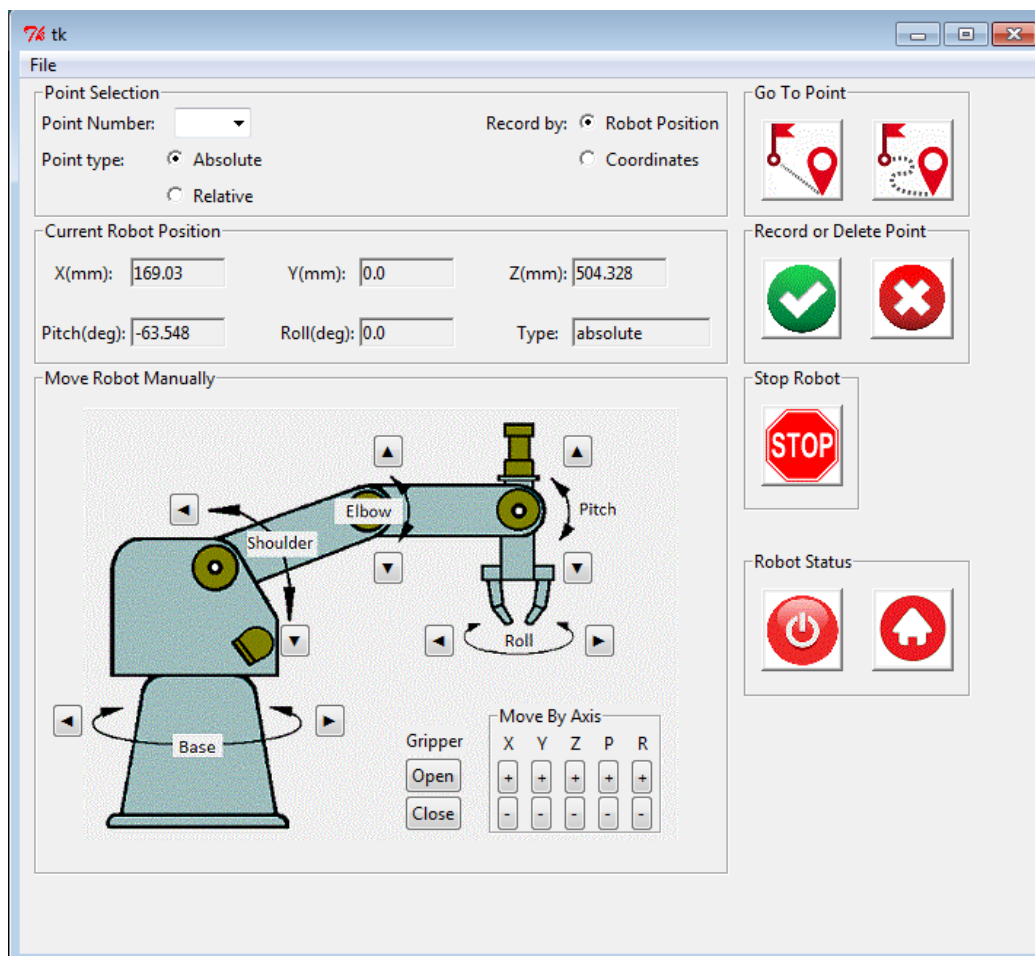 tk
File
Point Selection
Point Number:
Record by: Robot Position
Point type: Absolute
Coordinates
Relative
Go To Point
Current Robot Position
X(mm): 169.03 Y(mm): 0.0 Z(mm): 504.328
Pitch(deg): -63.548 Roll(deg): 0.0 Type: absolute
Record or Delete Point
Move Robot Manually
Stop Robot
STOP
Elbow
Pitch
Shoulder
Roll
Base
Robot Status
Gripper
Open
Close
Move By Axis
X Y Z P R
+ + + + +
- - - - -